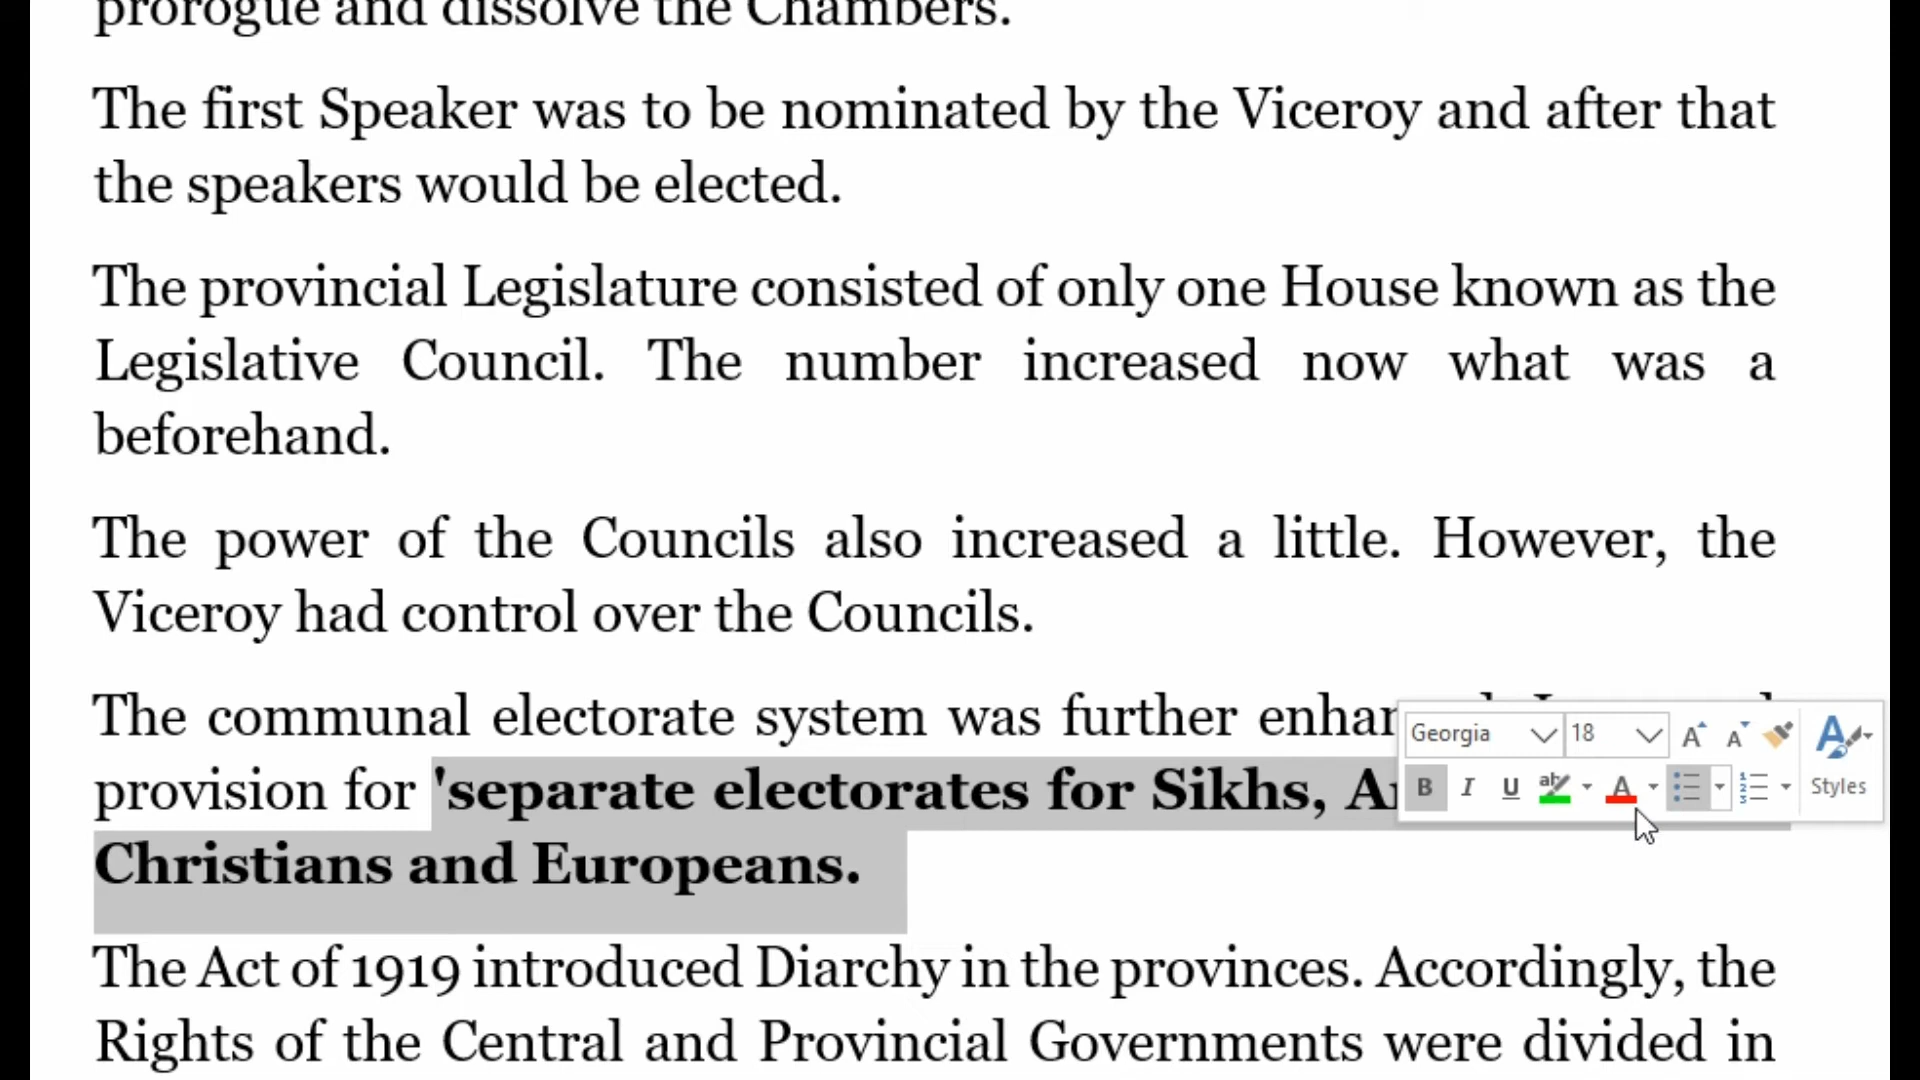 prorogue and dissolve the Chambers.
The first Speaker was to be nominated by the Viceroy and after that
the speakers would be elected.
The provincial Legislature consisted of only one House known as the
Legislative Council. The number increased now what was a
beforehand.
The power of the Councils also increased a little. However, the
Viceroy had control over the Councils.
The communal electorate system was further
provision for 'separate electorates for Sikhs,
Christians and Europeans.
Georgia 18
B I U Styles
The Act of 1919 introduced Diarchy in the provinces. Accordingly, the
Rights of the Central and Provincial Governments were divided in